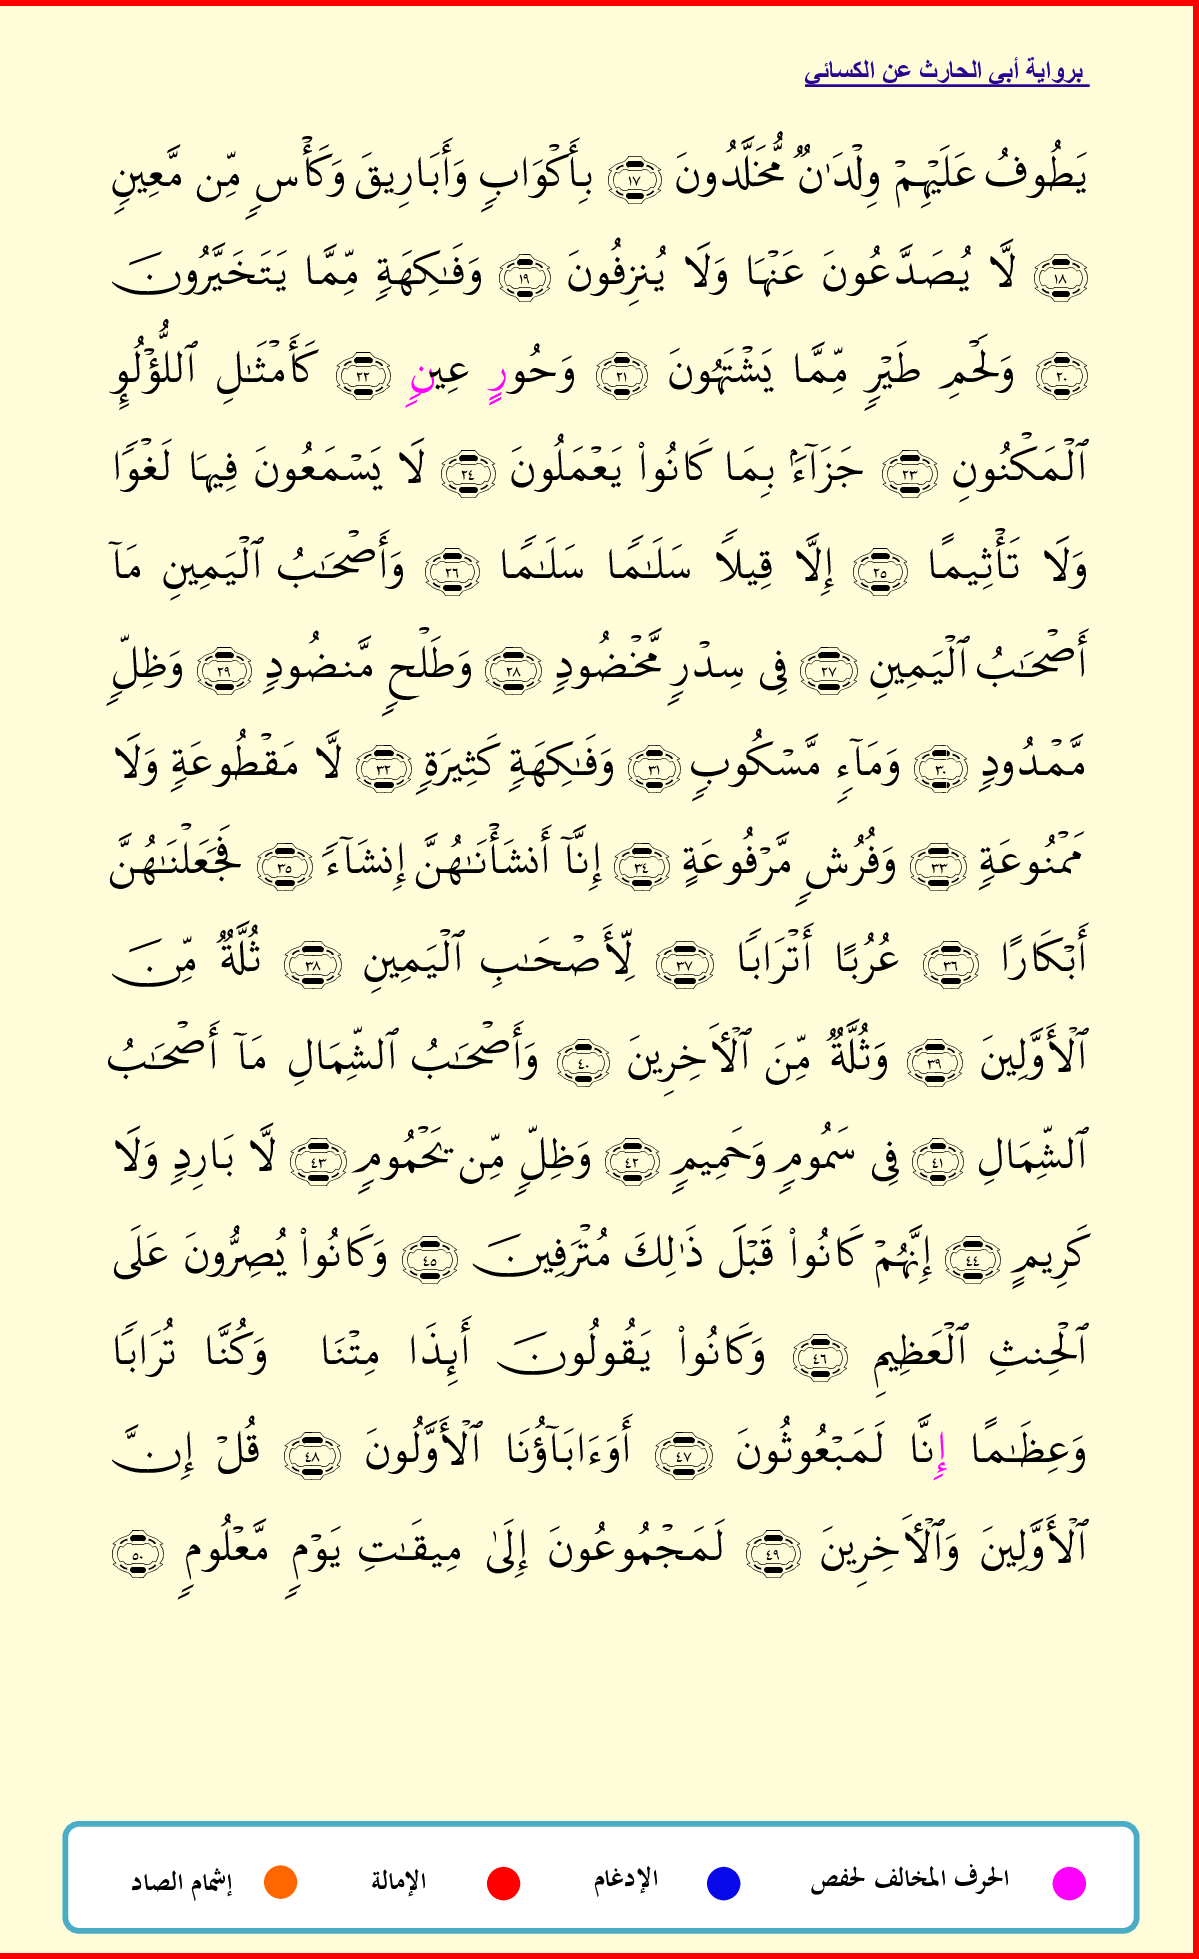 برواية أبي الحارث عن الكسائي
يَطُوفُ عَلَيۡهِمۡ وِلۡدَٰنٞ مُّخَلَّدُونَ ١٧ بِأَكۡوَابٖ وَأَبَارِيقَ وَكَأۡسٖ مِّن مَّعِينٖ
١٨ لَّا يُصَدَّعُونَ عَنۡهَا وَلَا يُنزِفُونَ ١٩ وَفَٰكِهَةٖ مِّمَّا يَتَخَيَّرُونَ
٢٠ وَلَحۡمِ طَيۡرٖ مِّمَّا يَشۡتَهُونَ ٢١ وَحُورٍ عِينٖ ٢٢ كَأَمۡثَٰلِ ٱللُّؤۡلُوِٕ
ٱلۡمَكۡنُونِ ٢٣ جَزَآءَۢ بِمَا كَانُواْ يَعۡمَلُونَ ٢٤ لَا يَسۡمَعُونَ فِيهَا لَغۡوٗا
وَلَا تَأۡثِيمًا ٢٥ إِلَّا قِيلٗا سَلَٰمٗا سَلَٰمٗا ٢٦ وَأَصۡحَٰبُ ٱلۡيَمِينِ مَآ
أَصۡحَٰبُ ٱلۡيَمِينِ ٢٧ فِي سِدۡرٖ مَّخۡضُودٖ ٢٨ وَطَلۡحٖ مَّنضُودٖ ٢٩ وَظِلّٖ
مَّمۡدُودٖ ٣٠ وَمَآءٖ مَّسۡكُوبٖ ٣١ وَفَٰكِهَةٖ كَثِيرَةٖ ٣٢ لَّا مَقۡطُوعَةٖ وَلَا
مَمۡنُوعَةٖ ٣٣ وَفُرُشٖ مَّرۡفُوعَةٍ ٣٤ إِنَّآ أَنشَأۡنَٰهُنَّ إِنشَآءٗ ٣٥ فَجَعَلۡنَٰهُنَّ
أَبۡكَارًا ٣٦ عُرُبًا أَتۡرَابٗا ٣٧ لِّأَصۡحَٰبِ ٱلۡيَمِينِ ٣٨ ثُلَّةٞ مِّنَ
ٱلۡأَوَّلِينَ ٣٩ وَثُلَّةٞ مِّنَ ٱلۡأٓخِرِينَ ٤٠ وَأَصۡحَٰبُ ٱلشِّمَالِ مَآ أَصۡحَٰبُ
ٱلشِّمَالِ ٤١ فِي سَمُومٖ وَحَمِيمٖ ٤٢ وَظِلّٖ مِّن يَحۡمُومٖ ٤٣ لَّا بَارِدٖ وَلَا
كَرِيمٍ ٤٤ إِنَّهُمۡ كَانُواْ قَبۡلَ ذَٰلِكَ مُتۡرَفِينَ ٤٥ وَكَانُواْ يُصِرُّونَ عَلَى
ٱلۡحِنثِ ٱلۡعَظِيمِ ٤٦ وَكَانُواْ يَقُولُونَ أَئِذَا مِتۡنَا وَكُنَّا تُرَابٗا
وَعِظَٰمًا إِنَّا لَمَبۡعُوثُونَ ٤٧ أَوَءَابَآؤُنَا ٱلۡأَوَّلُونَ ٤٨ قُلۡ إِنَّ
ٱلۡأَوَّلِينَ وَٱلۡأٓخِرِينَ ٤٩ لَمَجۡمُوعُونَ إِلَىٰ مِيقَٰتِ يَوۡمٖ مَّعۡلُومٖ ٥٠
الحرف المخالف لحفص الإدغام الإمالة إشمام الصاد